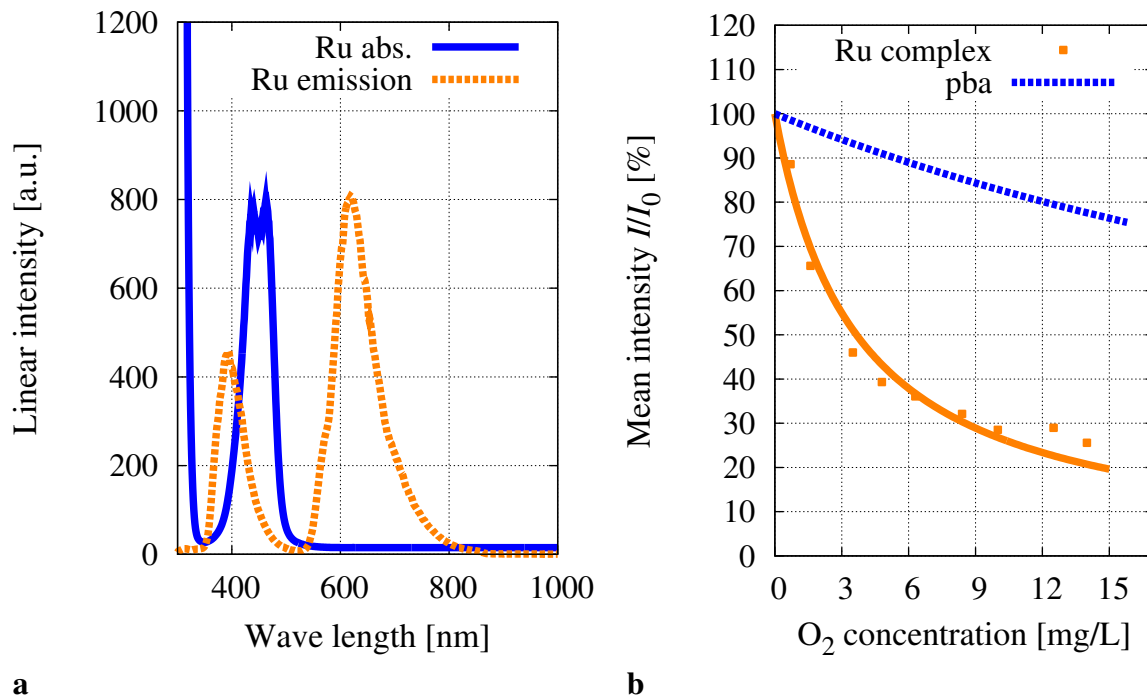 1200
1000
800
600
400
200
0
400 600 800 1000
Linear intensity [a.u.]
Wave length [nm]
Ru abs.
Ru emission
a
120
110
100
90
80
70
60
50
40
30
20
10
0
0 3 6 9 12 15
Mean intensity I/I0 [%]
O2 concentration [mg/L]
Ru complex
pba
b